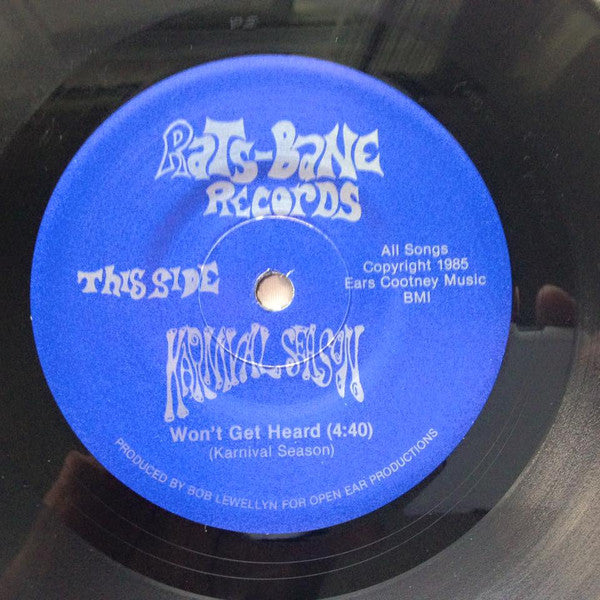 RaTS-BaNE
RECORDS
THIS SIDE
All Songs
Copyright 1985
Ears Cootney Music
BMI
KARNIVAL SEASON
Won't Get Heard (4:40)
(Karnival Season)
PRODUCED BY BOB LEWELLYN FOR OPEN EAR PRODUCTIONS